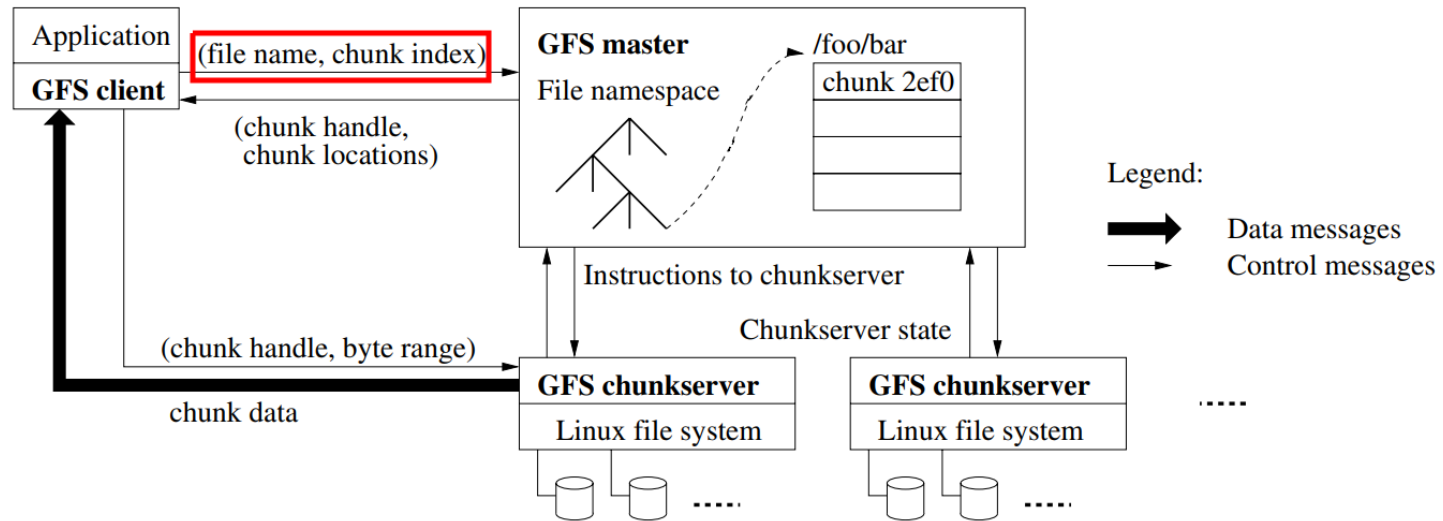 Application
GFS client
(file name, chunk index)
(chunk handle,
chunk locations)
GFS master
File namespace
/foo/bar
chunk 2ef0
Legend:
Data messages
Control messages
Instructions to chunkserver
Chunkserver state
(chunk handle, byte range)
chunk data
GFS chunkserver
Linux file system
GFS chunkserver
Linux file system